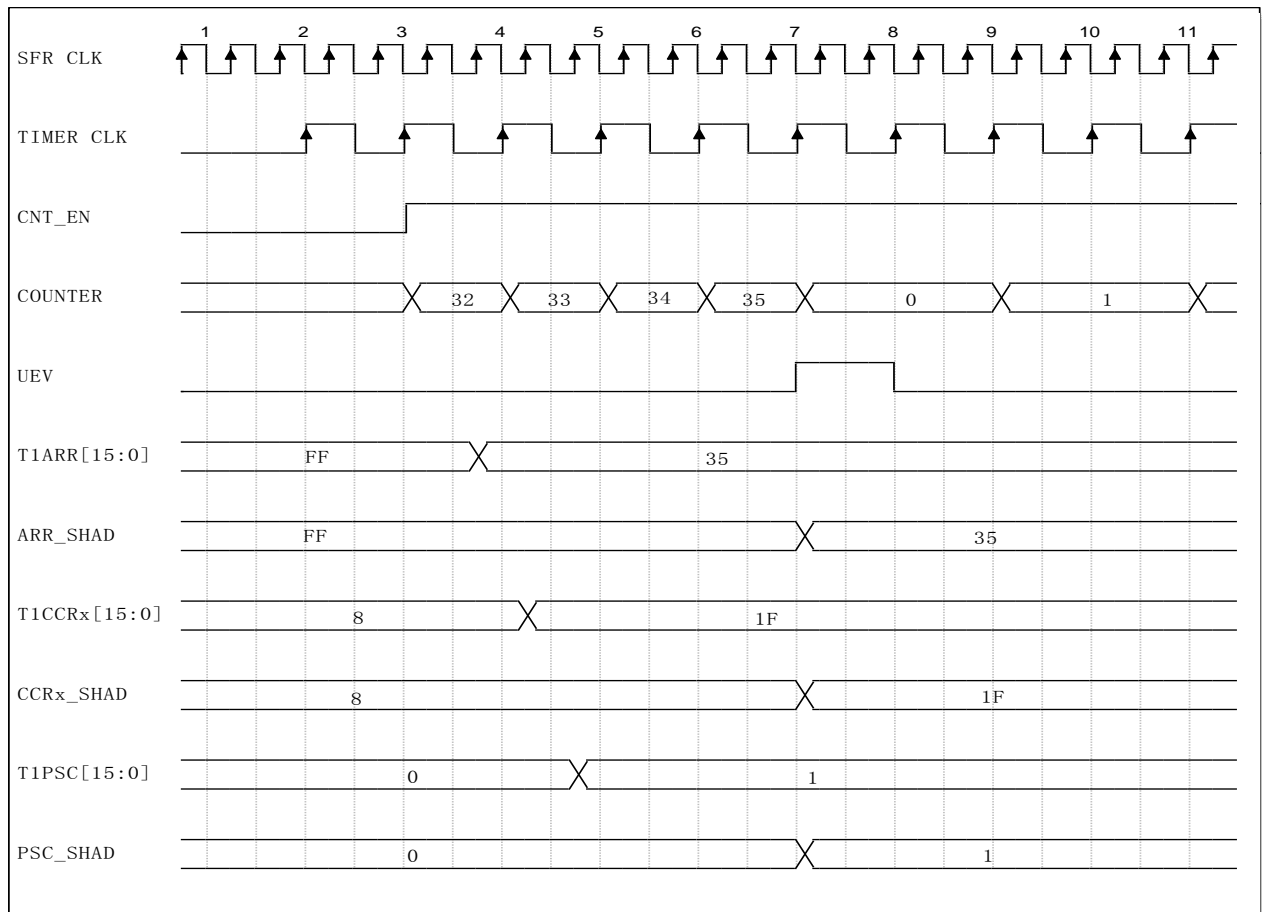 1 2 3 4 5 6 7 8 9 10 11
SFR CLK
TIMER CLK
CNT_EN
COUNTER 32 33 34 35 0 1
UEV
T1ARR[15:0] FF 35
ARR_SHAD FF 35
T1CCRx[15:0] 8 1F
CCRx_SHAD 8 1F
T1PSC[15:0] 0 1
PSC_SHAD 0 1